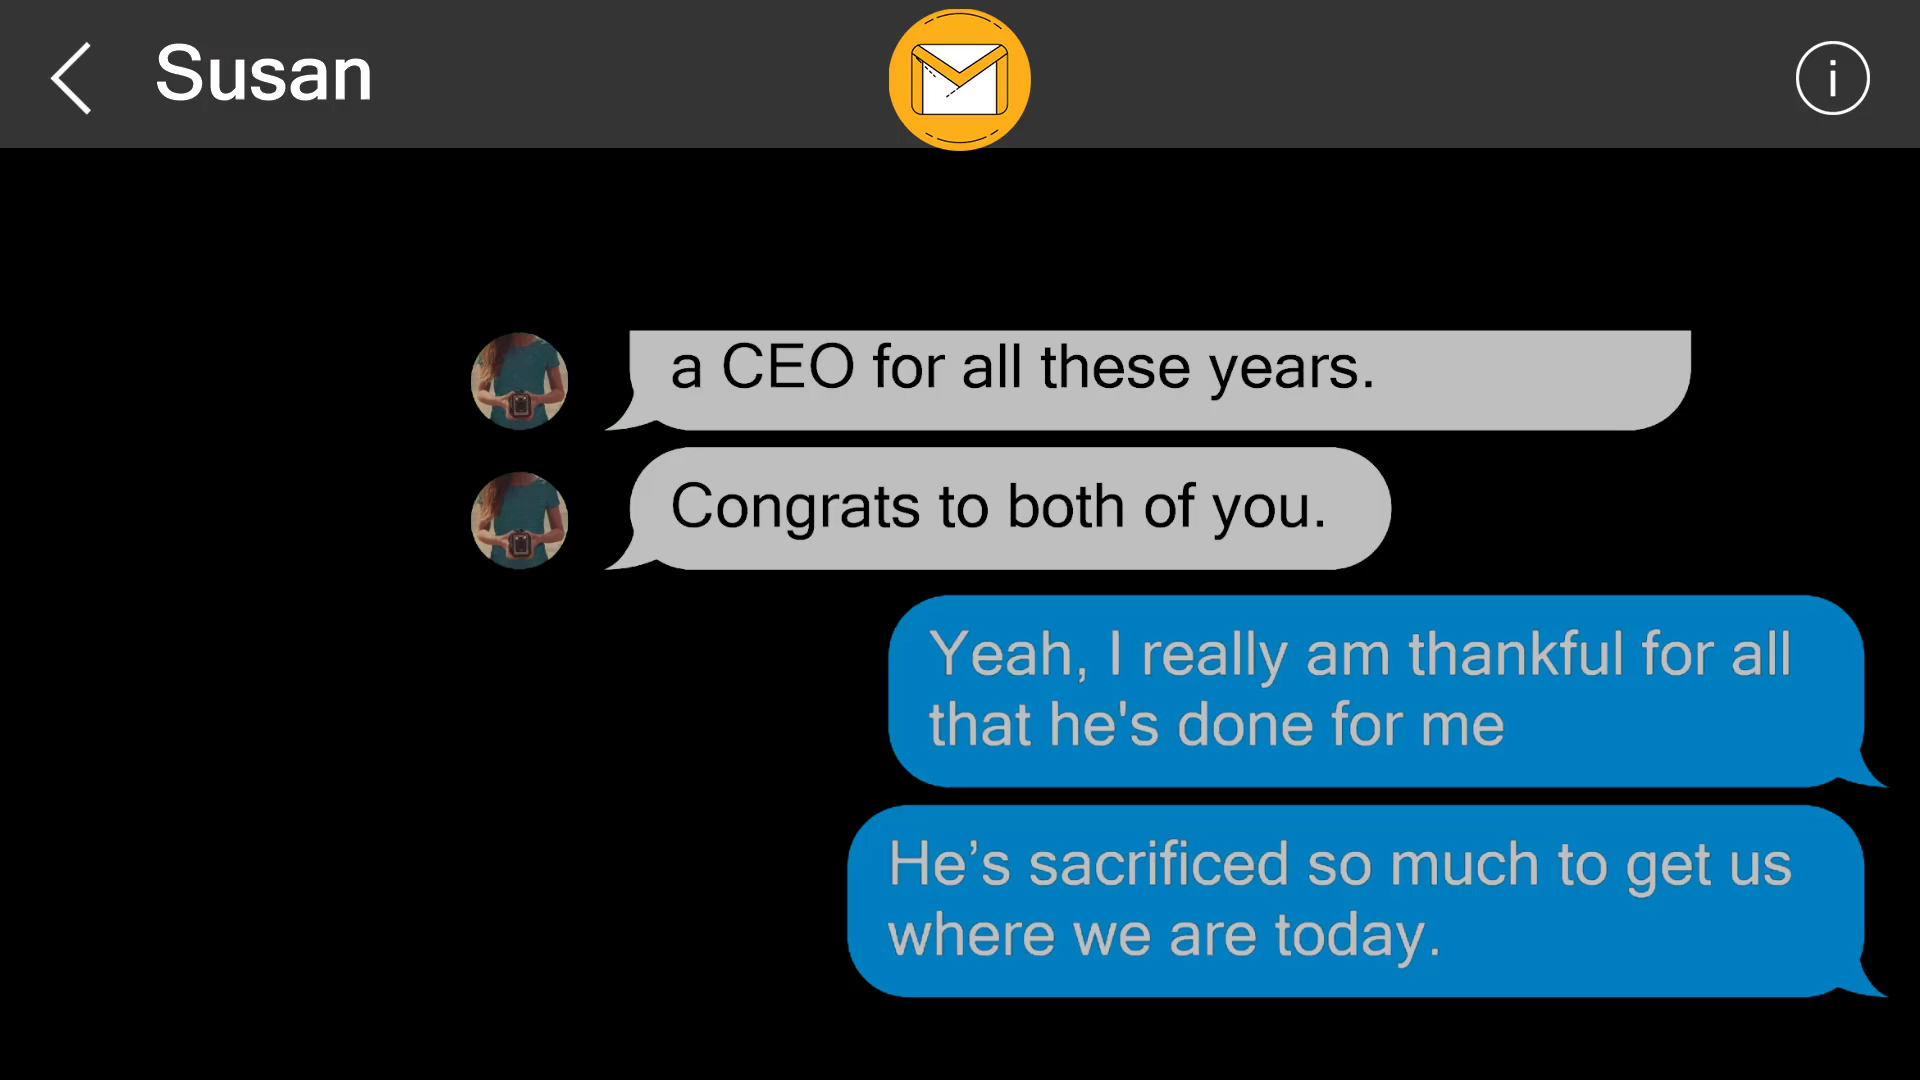 Susan
a CEO for all these years.
Congrats to both of you.
Yeah, I really am thankful for all
that he's done for me
He’s sacrificed so much to get us
where we are today.